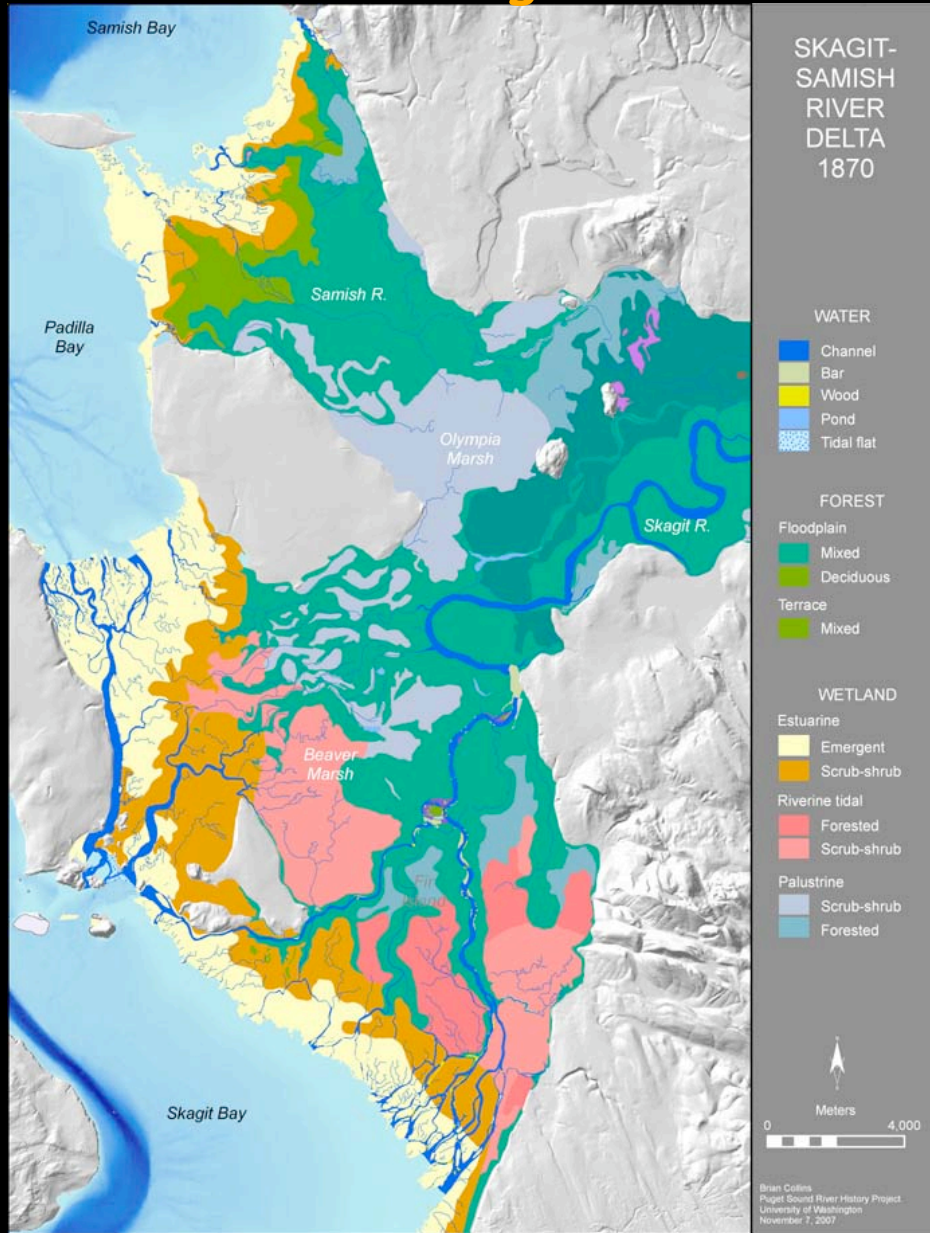 Samish Bay
Padilla
Bay
Samish R.
Olympia
Marsh
Skagit R.
Beaver
Marsh
Fir
Island
Skagit Bay
SKAGIT-
SAMISH
RIVER
DELTA
1870
WATER
Channel
Bar
Wood
Pond
Tidal flat
FOREST
Floodplain
Mixed
Deciduous
Terrace
Mixed
WETLAND
Estuarine
Emergent
Scrub-shrub
Riverine tidal
Forested
Scrub-shrub
Palustrine
Scrub-shrub
Forested
Meters
0 4,000
Brian Collins
Puget Sound River History Project
University of Washington
November 7, 2007